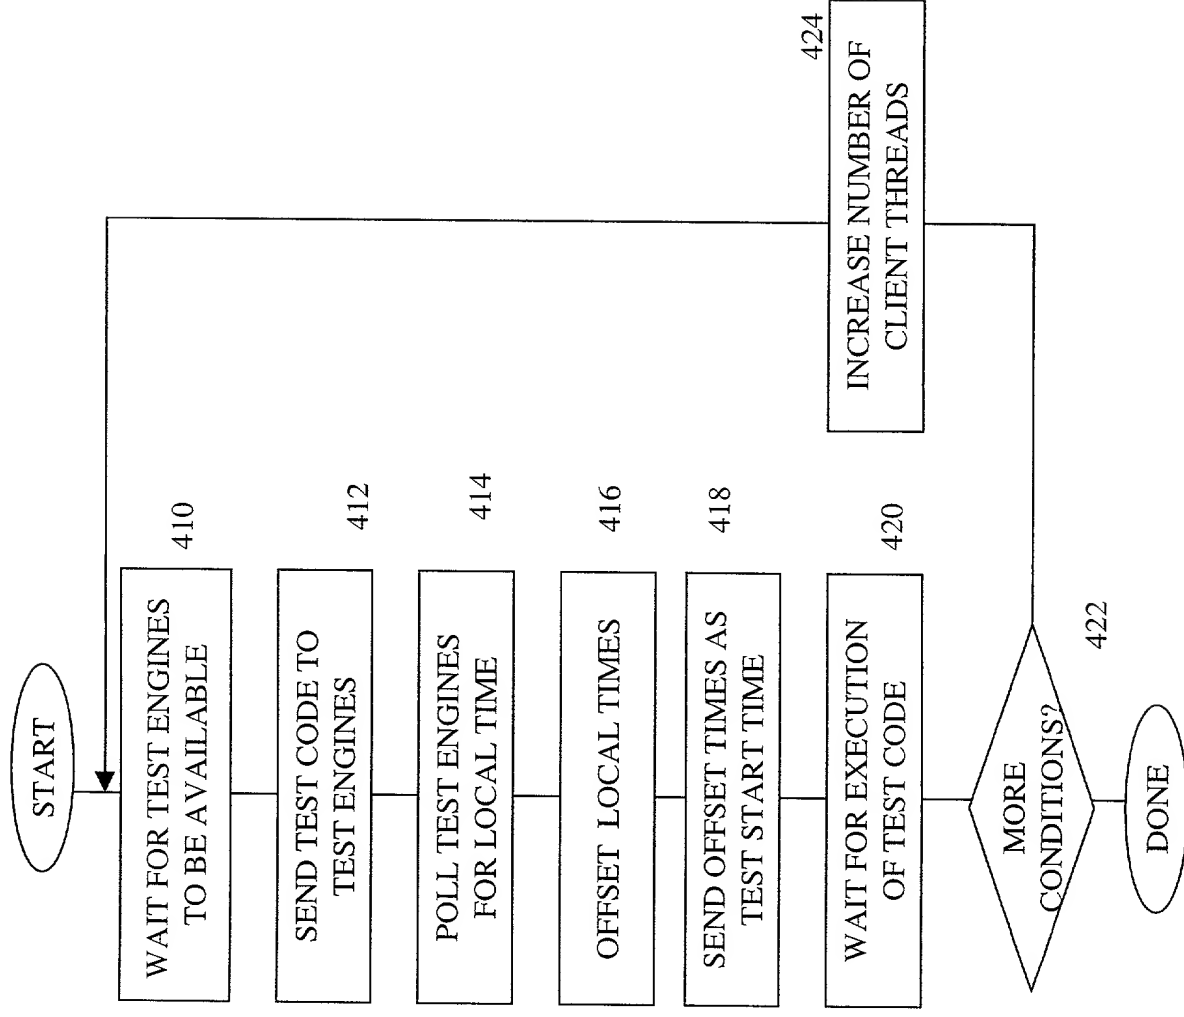 START
WAIT FOR TEST ENGINES
TO BE AVAILABLE
410
SEND TEST CODE TO
TEST ENGINES
412
POLL TEST ENGINES
FOR LOCAL TIME
414
OFFSET LOCAL TIMES
416
SEND OFFSET TIMES AS
TEST START TIME
418
WAIT FOR EXECUTION
OF TEST CODE
420
MORE
CONDITIONS?
422
DONE
INCREASE NUMBER OF
CLIENT THREADS
424